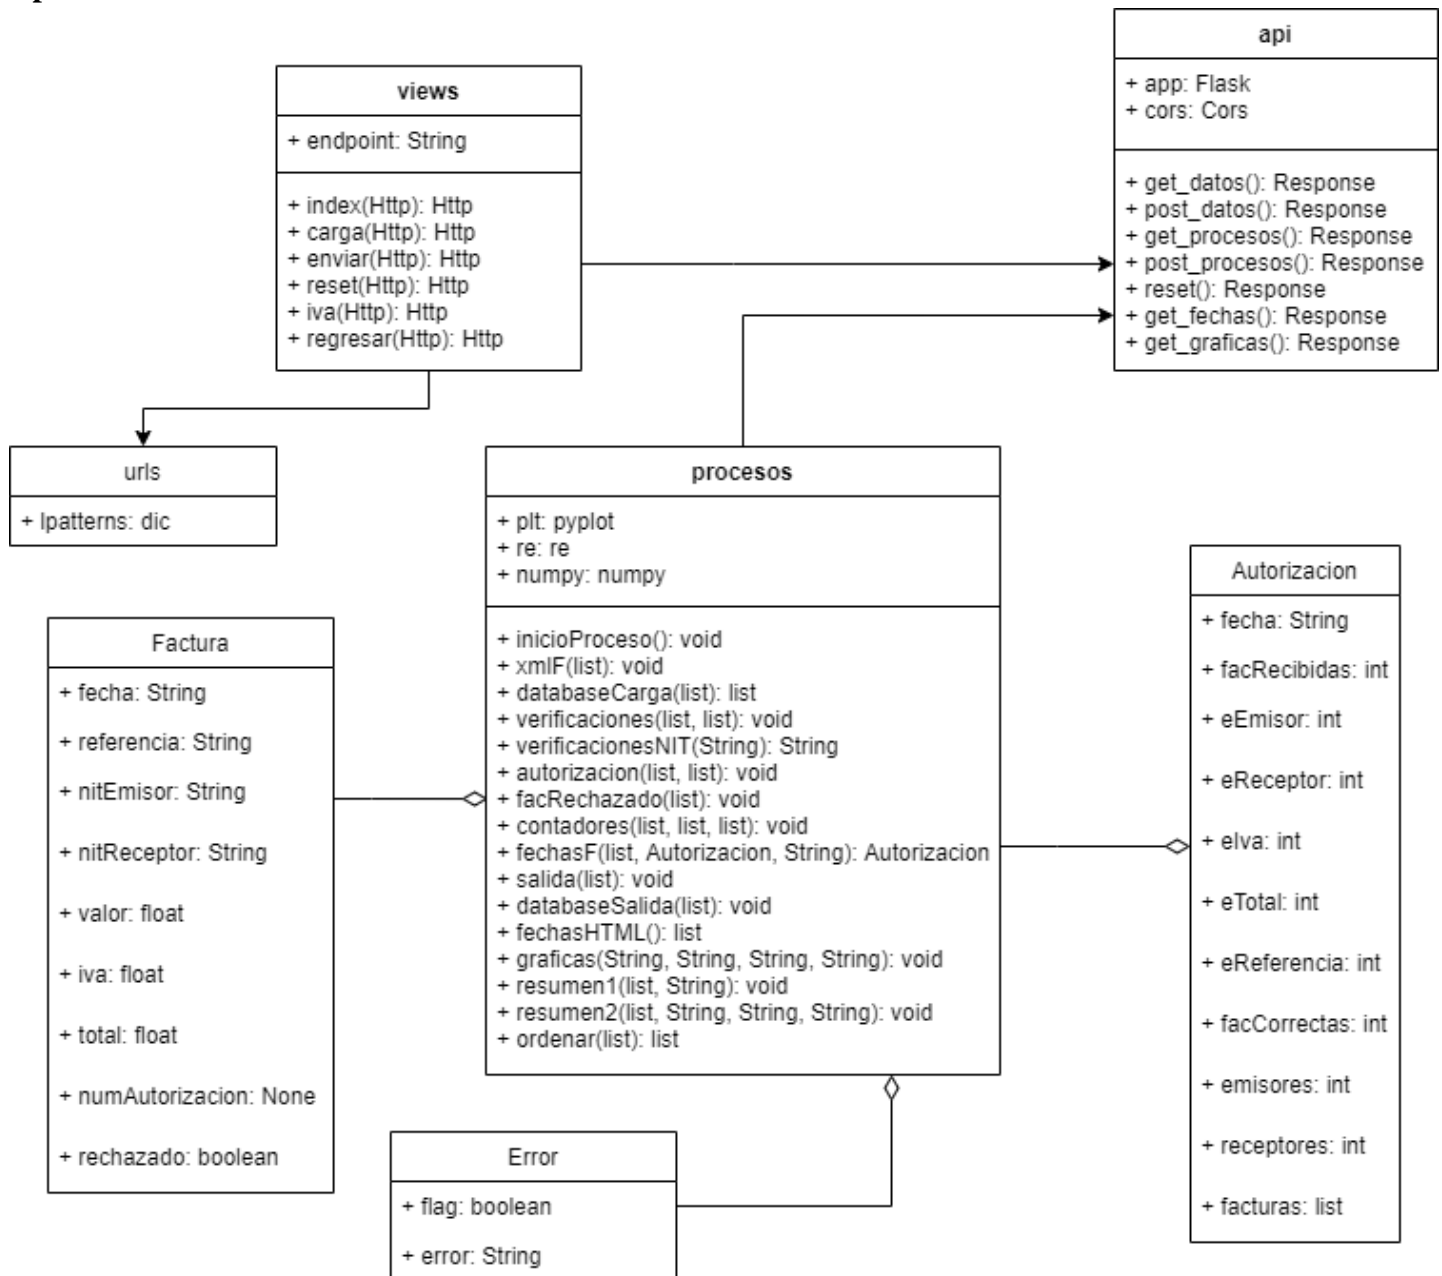 api
+ app: Flask
+ cors: Cors
+ get_datos(): Response
+ post_datos(): Response
+ get_procesos(): Response
+ post_procesos(): Response
+ reset(): Response
+ get_fechas(): Response
+ get_graficas(): Response
views
+ endpoint: String
+ index(Http): Http
+ carga(Http): Http
+ enviar(Http): Http
+ reset(Http): Http
+ iva(Http): Http
+ regresar(Http): Http
urls
+ lpatterns: dic
procesos
+ plt: pyplot
+ re: re
+ numpy: numpy
+ inicioProceso(): void
+ xmlF(list): void
+ databaseCarga(list): list
+ verificaciones(list, list): void
+ verificacionesNIT(String): String
+ autorizacion(list, list): void
+ facRechazado(list): void
+ contadores(list, list, list): void
+ fechasF(list, Autorizacion, String): Autorizacion
+ salida(list): void
+ databaseSalida(list): void
+ fechasHTML(): list
+ graficas(String, String, String, String): void
+ resumen1(list, String): void
+ resumen2(list, String, String, String): void
+ ordenar(list): list
Factura
+ fecha: String
+ referencia: String
+ nitEmisor: String
+ nitReceptor: String
+ valor: float
+ iva: float
+ total: float
+ numAutorizacion: None
+ rechazado: boolean
Autorizacion
+ fecha: String
+ facRecibidas: int
+ eEmisor: int
+ eReceptor: int
+ eIva: int
+ eTotal: int
+ eReferencia: int
+ facCorrectas: int
+ emisores: int
+ receptores: int
+ facturas: list
Error
+ flag: boolean
+ error: String